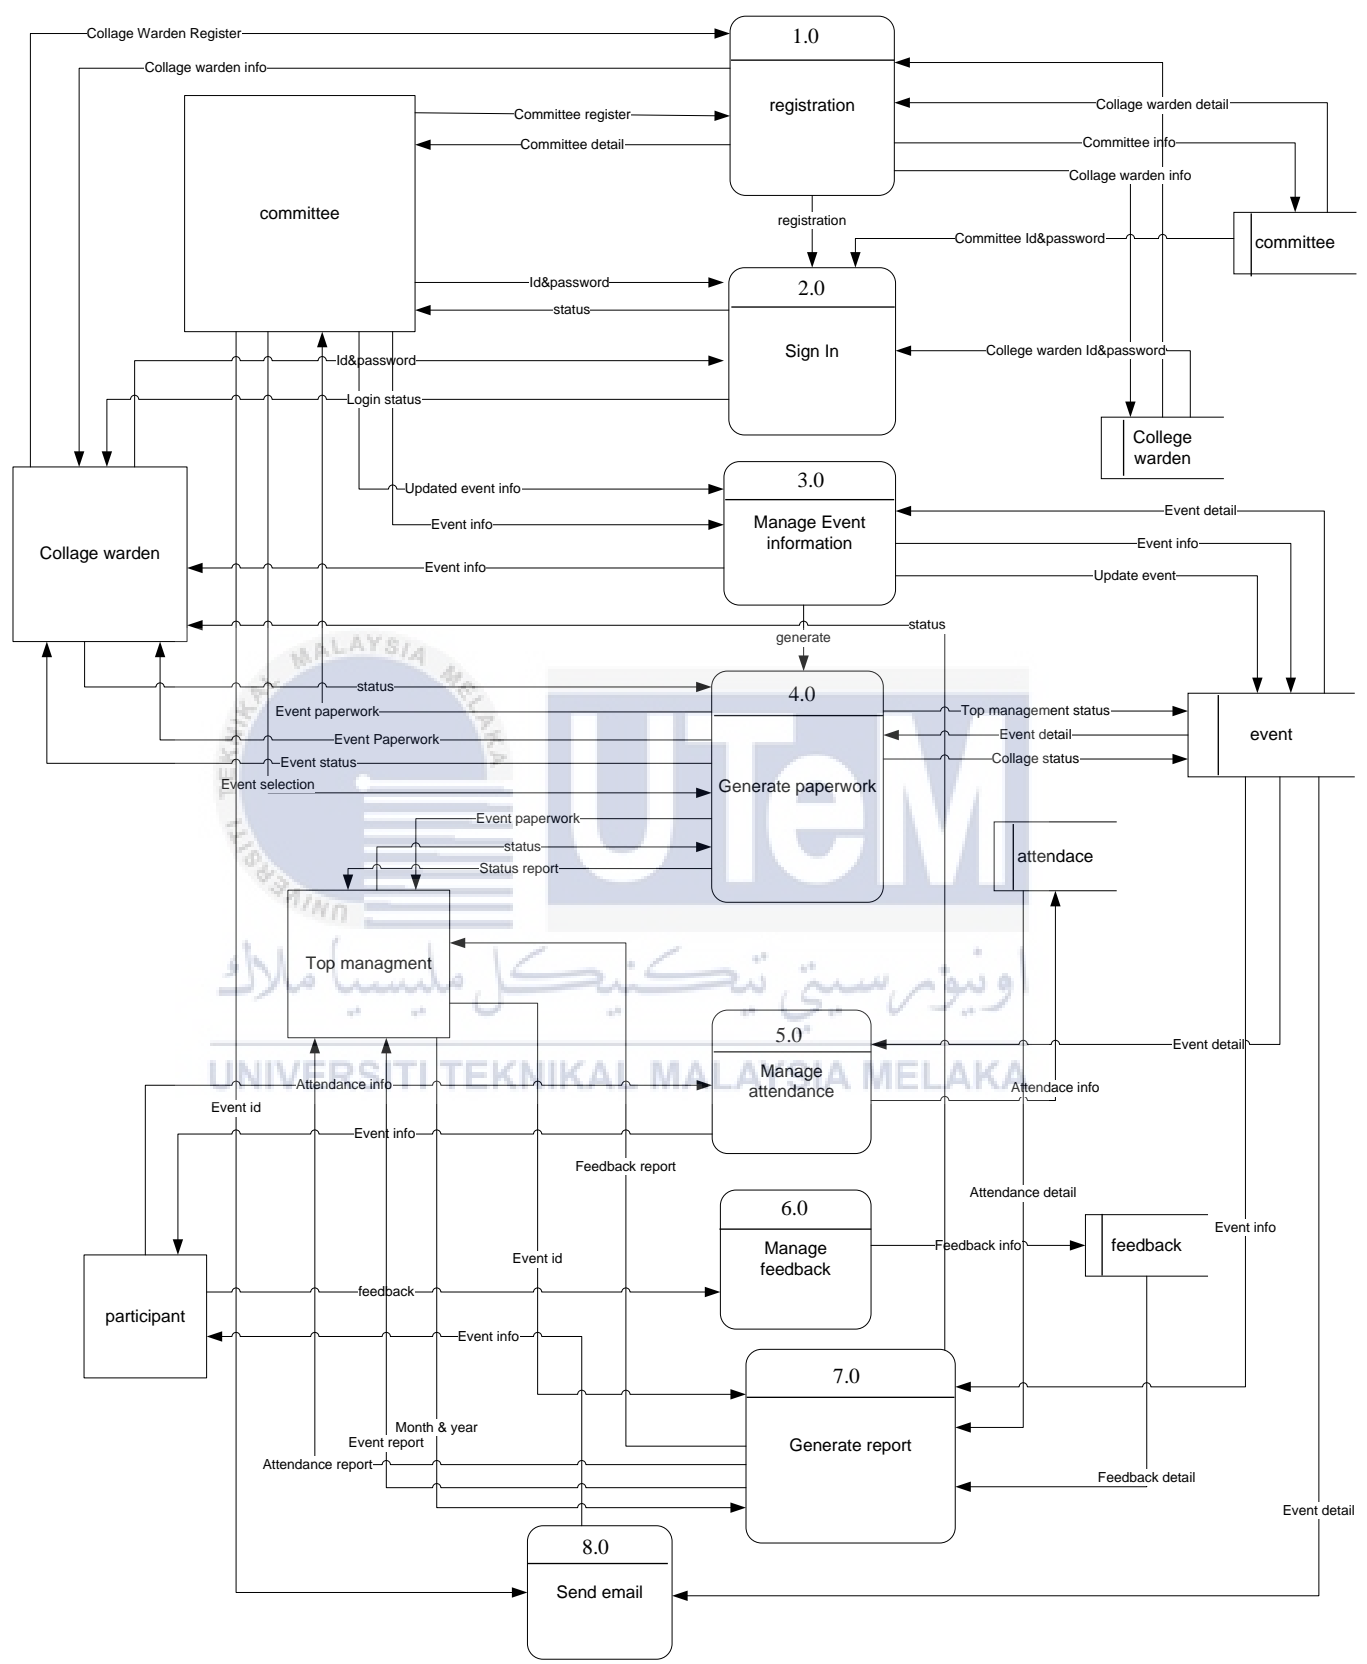 Collage Warden Register
1.0
Collage warden info
registration
Collage warden detail
Committee register
Committee detail
Committee info
Collage warden info
committee
registration
Committee Id&password
committee
Id&password
2.0
status
Sign In
College warden Id&password
Id&password
Login status
College
warden
3.0
Updated event info
Event info
Manage Event
information
Event detail
Event info
Collage warden
Event info
Update event
status
generate
status
4.0
Event paperwork
Top management status
Event Paperwork
Event detail
event
Event status
Collage status
Event selection
Generate paperwork
Event paperwork
status
attendace
Status report
UNIVERSITI TEKNIKAL MALAYSIA MELAKA
UTeM
Top managment
اونيۏرسيتي تيكنيكل مليسيا ملاك
5.0
Event detail
UNIVERSITI TEKNIKAL MALAYSIA MELAKA
Manage
attendance
Attendance info
Attendace info
Event id
Event info
Feedback report
Attendance detail
6.0
Event info
Manage
feedback
Feedback info
feedback
Event id
feedback
participant
Event info
7.0
Month & year
Event report
Generate report
Attendance report
Feedback detail
Event detail
8.0
Send email